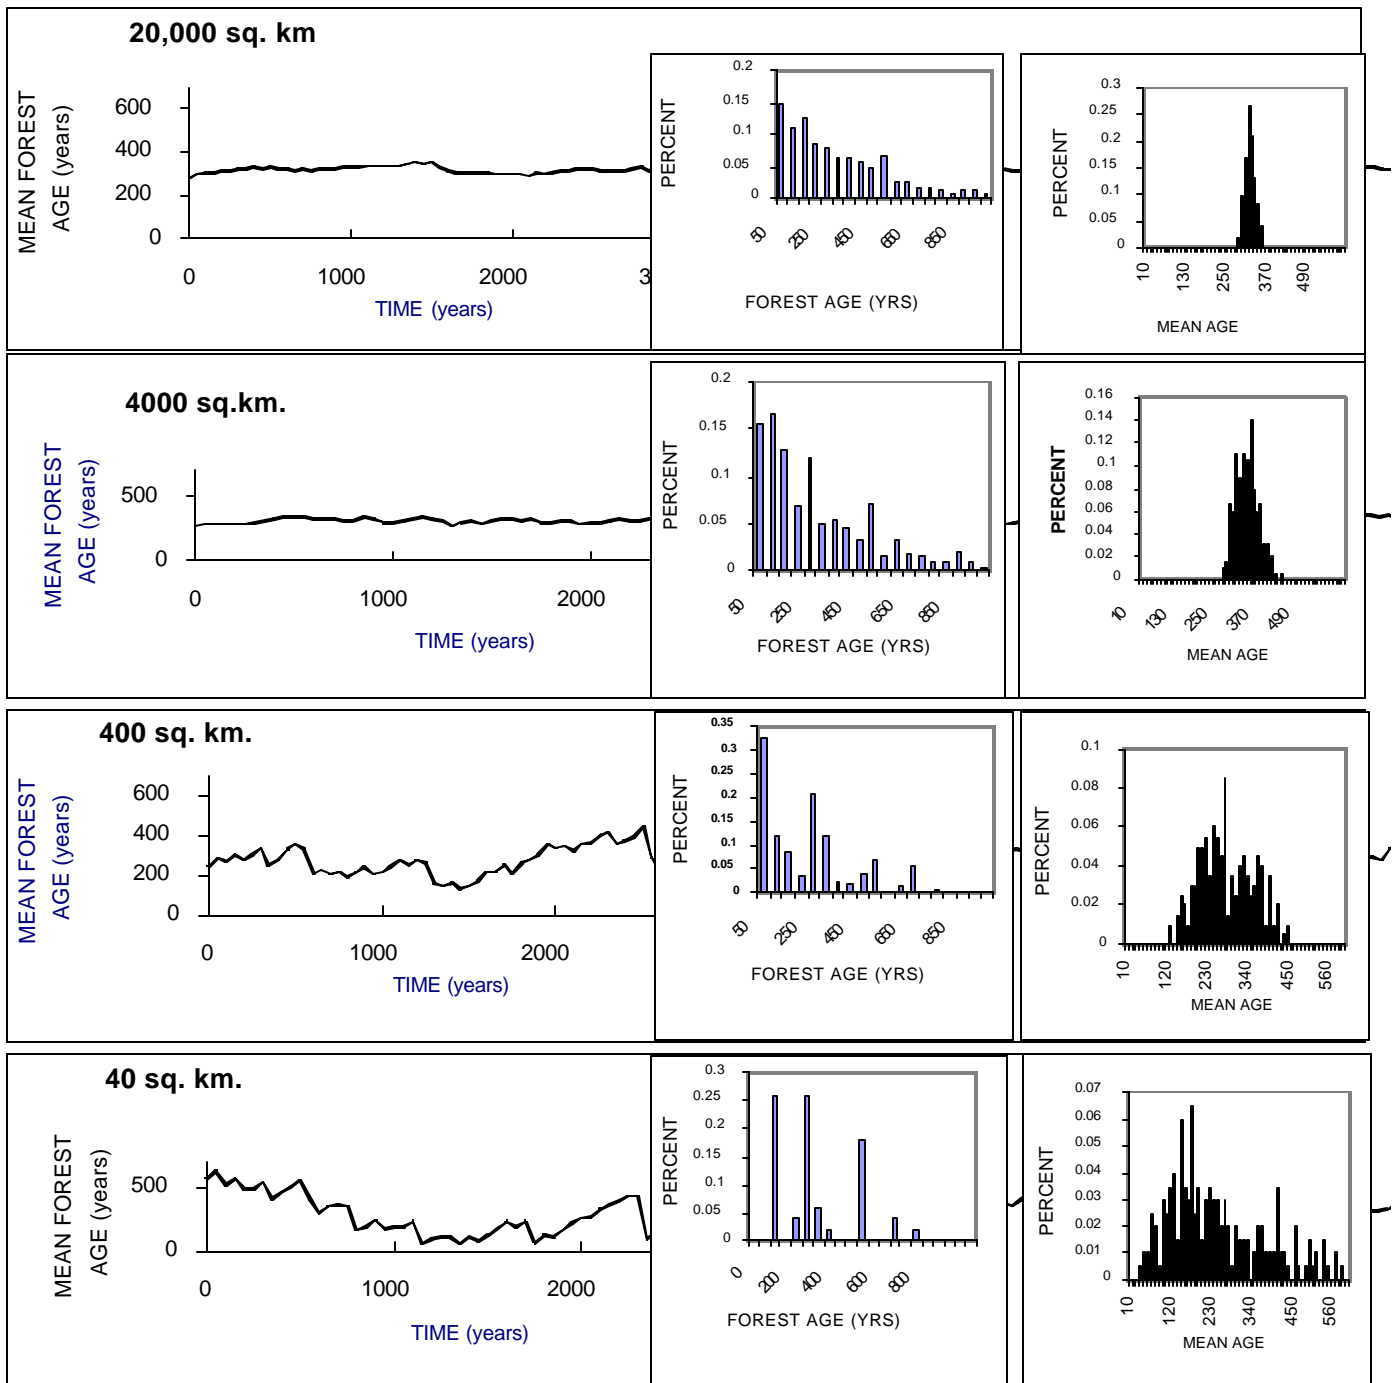 20,000 sq. km
MEAN FOREST
AGE (years)
600
400
200
0
0 1000 2000 3
TIME (years)
PERCENT
0.2
0.15
0.1
0.05
0
50 250 450 650 850
FOREST AGE (YRS)
PERCENT
0.3
0.25
0.2
0.15
0.1
0.05
0
10 130 250 370 490
MEAN AGE
4000 sq.km.
MEAN FOREST
AGE (years)
500
0
0 1000 2000
TIME (years)
PERCENT
0.2
0.15
0.1
0.05
0
50 250 450 650 850
FOREST AGE (YRS)
PERCENT
0.16
0.14
0.12
0.1
0.08
0.06
0.04
0.02
0
10 130 250 370 490
MEAN AGE
400 sq. km.
MEAN FOREST
AGE (years)
600
400
200
0
0 1000 2000
TIME (years)
PERCENT
0.35
0.3
0.25
0.2
0.15
0.1
0.05
0
50 250 450 650 850
FOREST AGE (YRS)
PERCENT
0.1
0.08
0.06
0.04
0.02
0
10 120 230 340 450 560
MEAN AGE
40 sq. km.
MEAN FOREST
AGE (years)
500
0
0 1000 2000
TIME (years)
PERCENT
0.3
0.25
0.2
0.15
0.1
0.05
0
0 200 400 600 800
FOREST AGE (YRS)
PERCENT
0.07
0.06
0.05
0.04
0.03
0.02
0.01
0
10 120 230 340 450 560
MEAN AGE